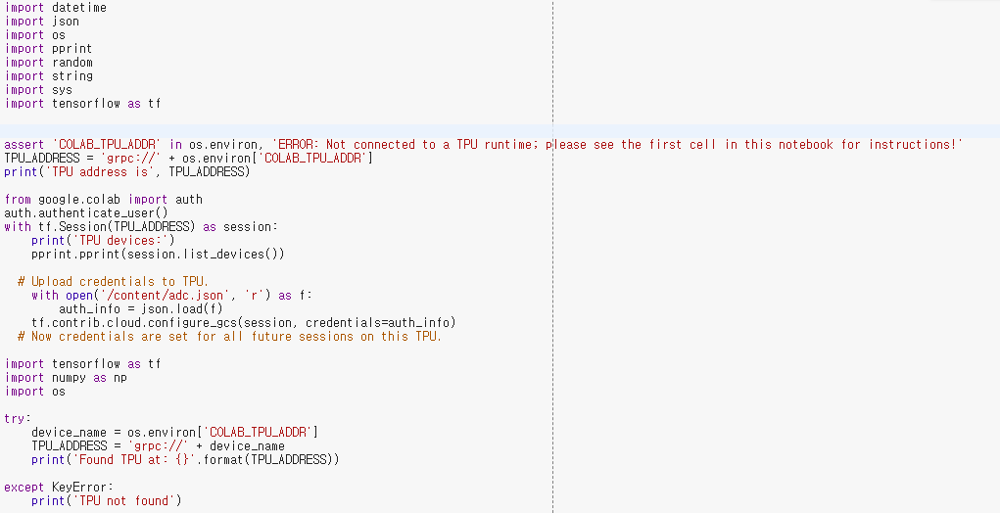 import datetime
import json
import os
import pprint
import random
import string
import sys
import tensorflow as tf
assert 'COLAB_TPU_ADDR' in os.environ, 'ERROR: Not connected to a TPU runtime; please see the first cell in this notebook for instructions!'
TPU_ADDRESS = 'grpc://' + os.environ['COLAB_TPU_ADDR']
print('TPU address is', TPU_ADDRESS)
from google.colab import auth
auth.authenticate_user()
with tf.Session(TPU_ADDRESS) as session:
    print('TPU devices:')
    pprint.pprint(session.list_devices())
  # Upload credentials to TPU.
    with open('/content/adc.json', 'r') as f:
        auth_info = json.load(f)
    tf.contrib.cloud.configure_gcs(session, credentials=auth_info)
  # Now credentials are set for all future sessions on this TPU.
import tensorflow as tf
import numpy as np
import os
try:
    device_name = os.environ['COLAB_TPU_ADDR']
    TPU_ADDRESS = 'grpc://' + device_name
    print('Found TPU at: {}'.format(TPU_ADDRESS))
except KeyError:
    print('TPU not found')